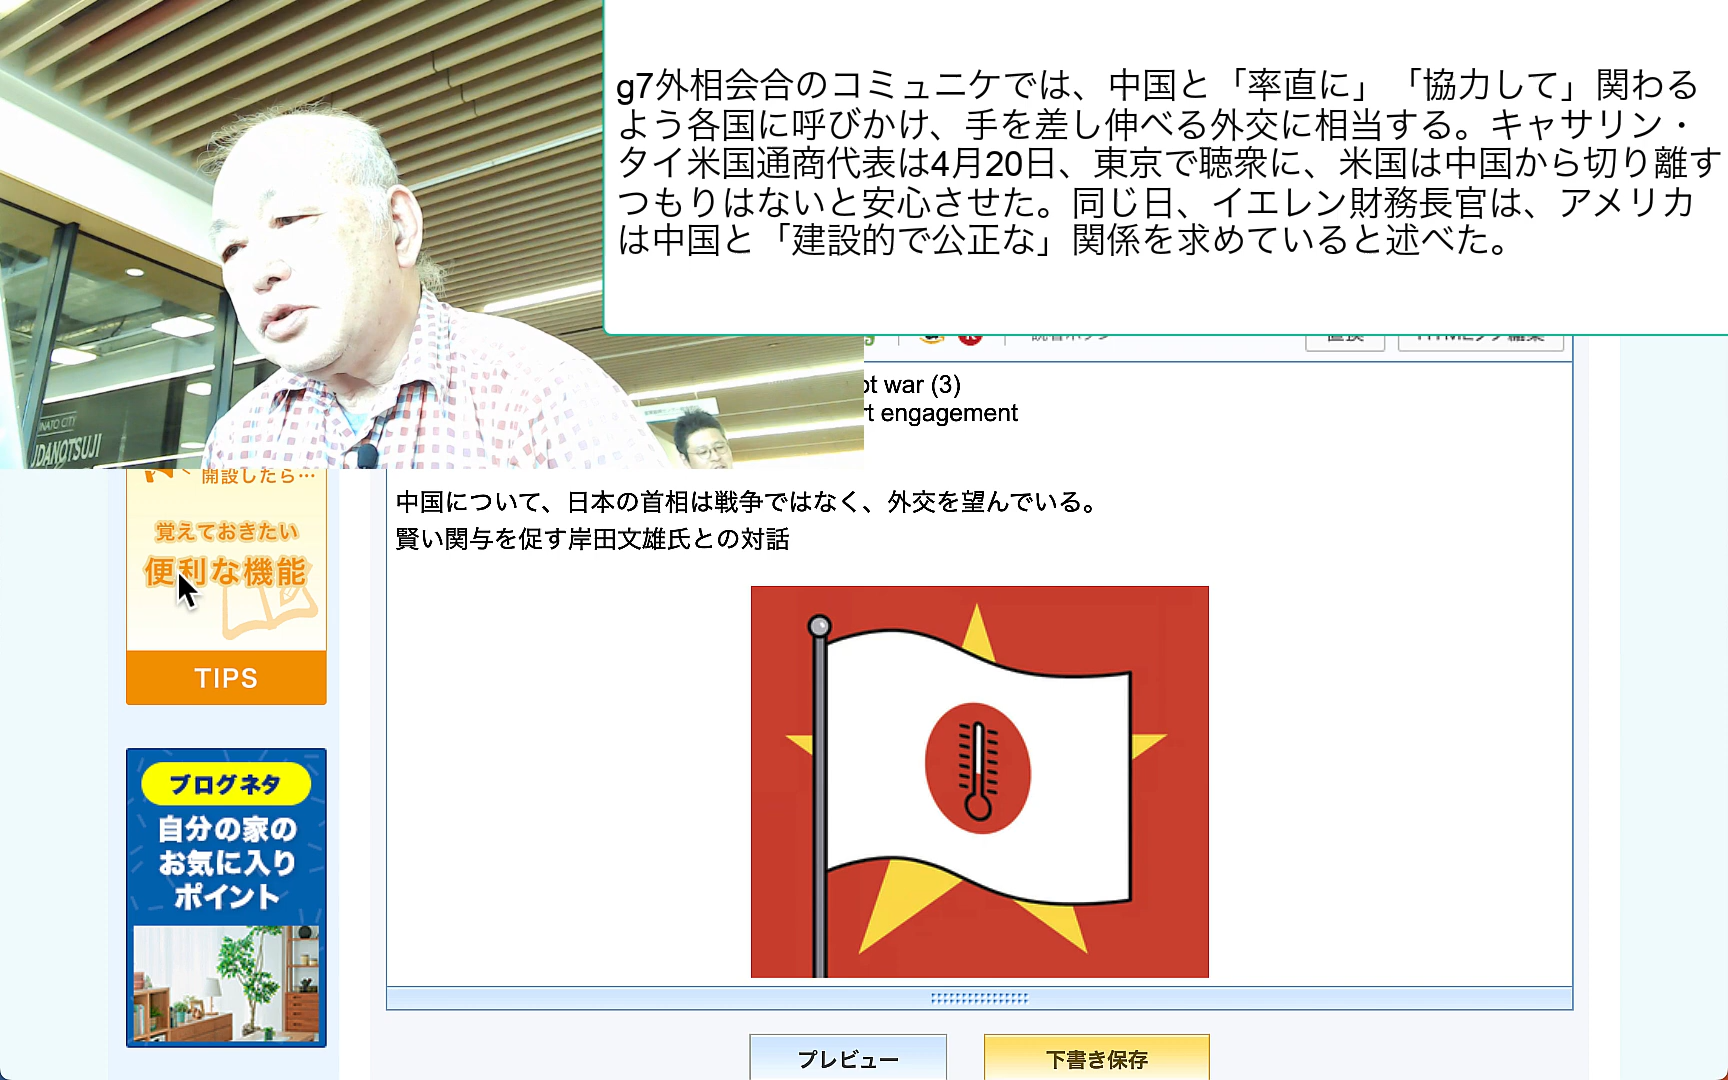 g7外相会合のコミュニケでは、中国と「率直に」「協力して」関わる
よう各国に呼びかけ、手を差し伸べる外交に相当する。キャサリン・
タイ米国通商代表は4月20日、東京で聴衆に、米国は中国から切り離す
つもりはないと安心させた。同じ日、イエレン財務長官は、アメリカ
は中国と「建設的で公正な」関係を求めていると述べた。
war (3)
engagement
開設したら…
中国について、日本の首相は戦争ではなく、外交を望んでいる。
賢い関与を促す岸田文雄氏との対話
覚えておきたい
便利な機能
TIPS
ブログネタ
自分の家の
お気に入り
ポイント
プレビュー
下書き保存